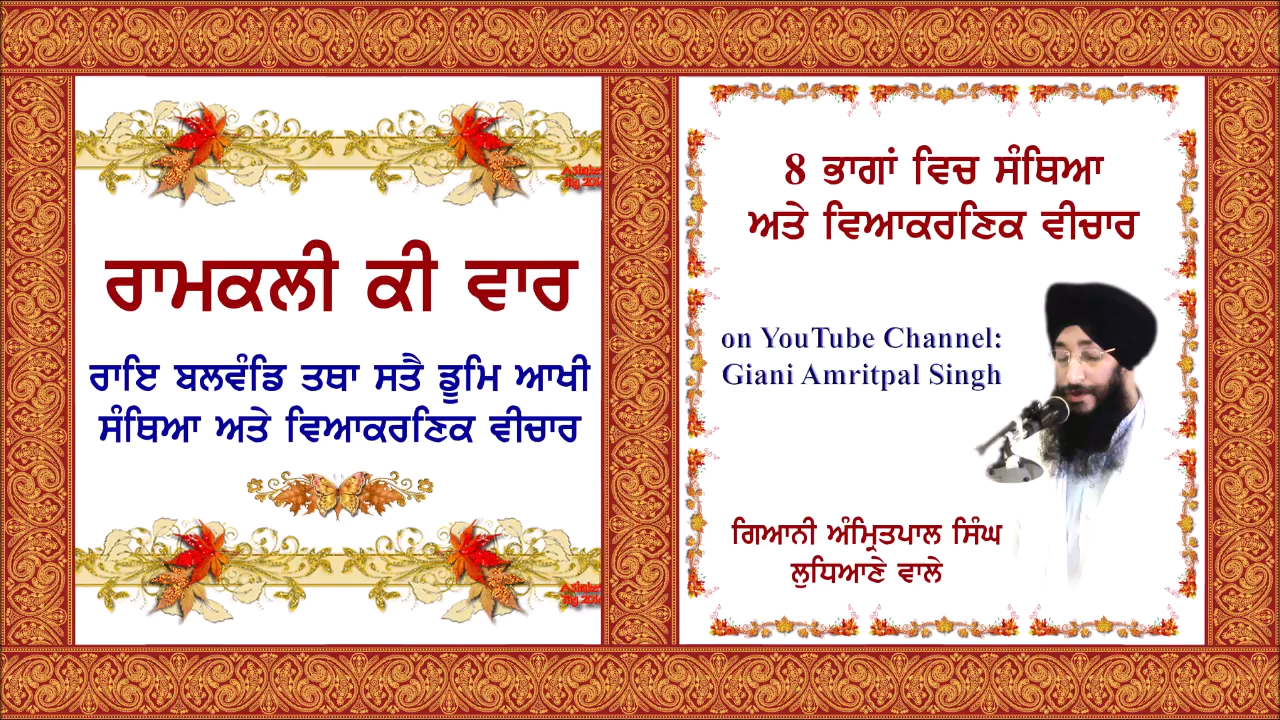 ਰਾਮਕਲੀ ਕੀ ਵਾਰ
ਰਾਇ ਬਲਵੰਡਿ ਤਥਾ ਸਤੈ ਡੂਮਿ ਆਖੀ
ਸੰਥਿਆ ਅਤੇ ਵਿਆਕਰਣਿਕ ਵੀਚਾਰ
8 ਭਾਗਾਂ ਵਿਚ ਸੰਥਿਆ
ਅਤੇ ਵਿਆਕਰਣਿਕ ਵੀਚਾਰ
on YouTube Channel:
Giani Amritpal Singh
ਗਿਆਨੀ ਅੰਮ੍ਰਿਤਪਾਲ ਸਿੰਘ
ਲੁਧਿਆਣੇ ਵਾਲੇ